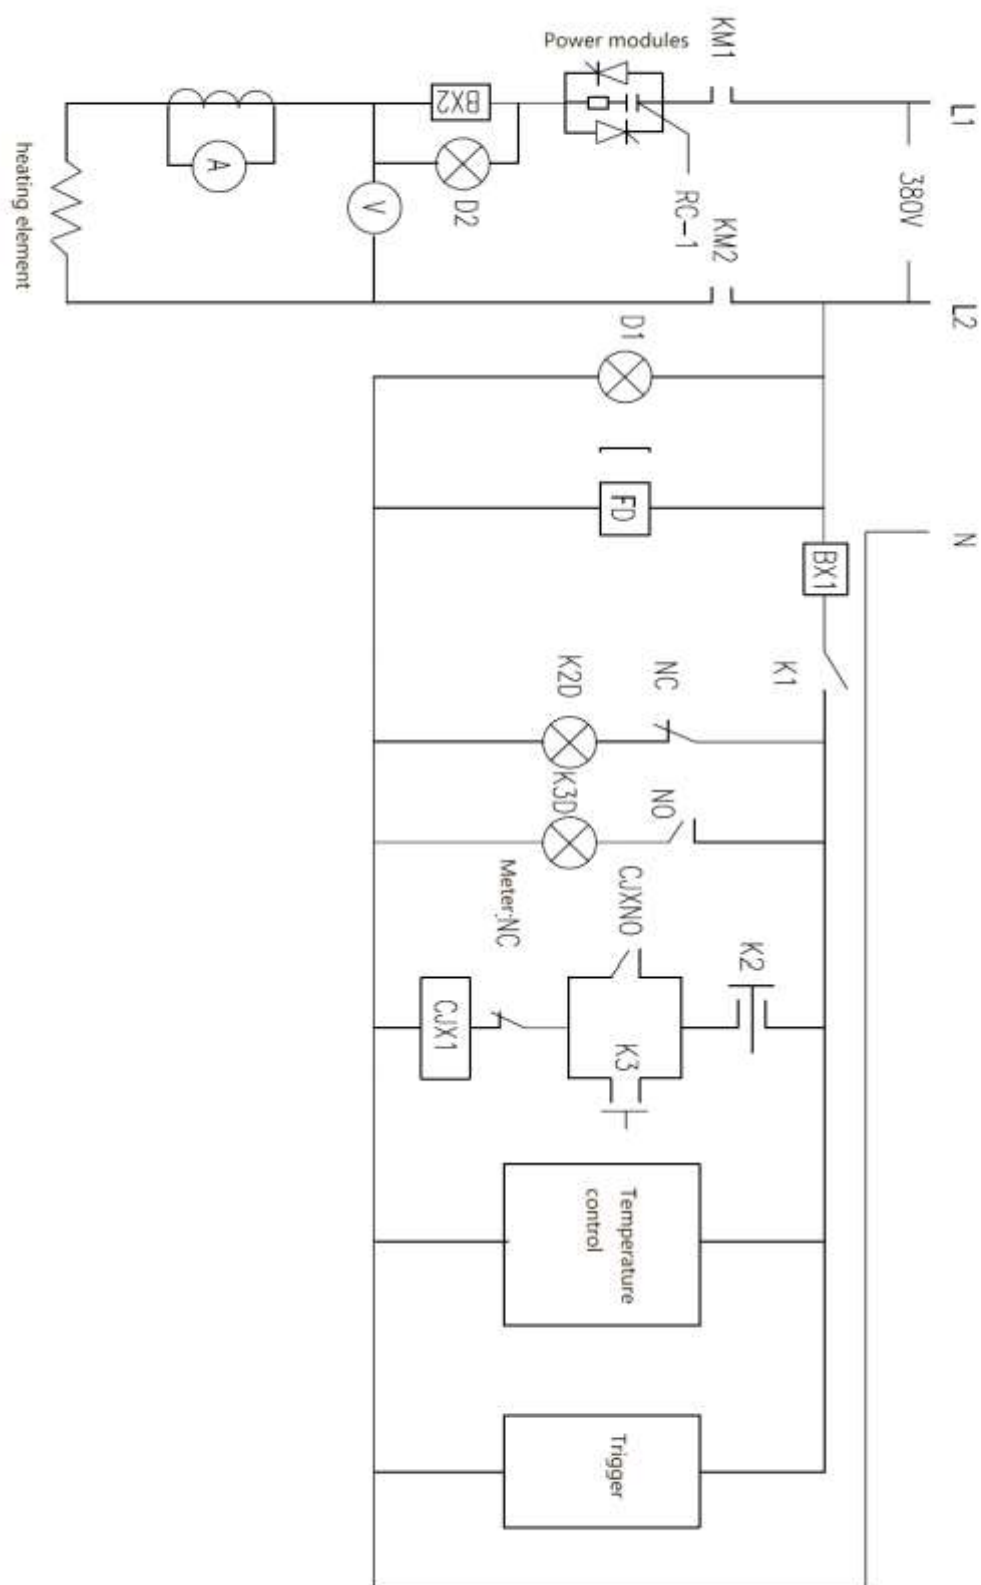 Power modules
KM1
L1
BX2
A
D2
V
RC-1
380V
KM2
heating element
L2
D1
FD
N
BX1
K1
NC
K2D
NO
K3D
Meter;NC
CJXNO
K2
CJX1
K3
Temperature
control
Trigger